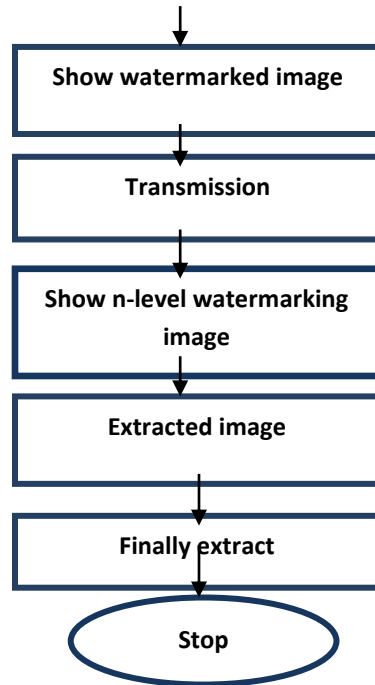 Show watermarked image
Transmission
Show n-level watermarking
image
Extracted image
Finally extract
Stop